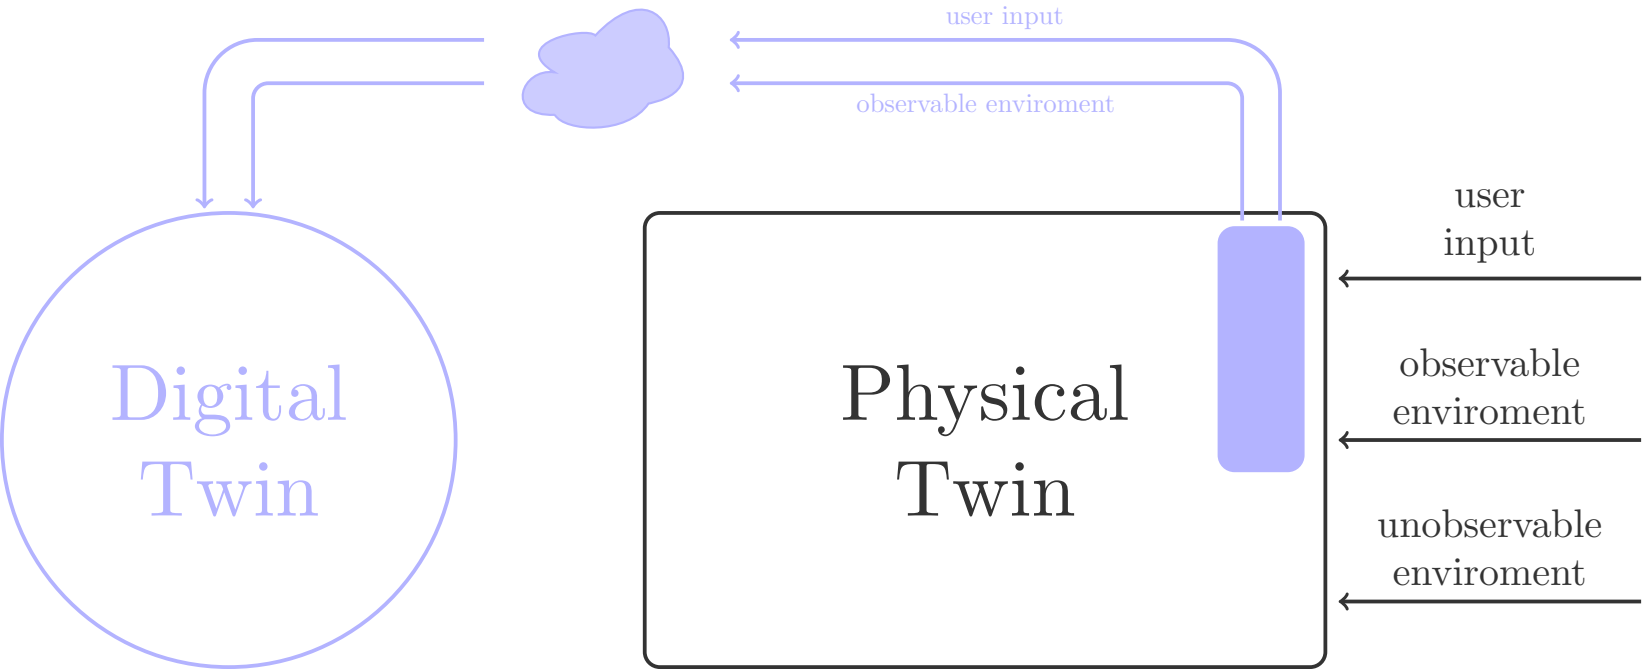 user input
observable enviroment
user
input
observable
enviroment
unobservable
enviroment
Digital
Twin
Physical
Twin